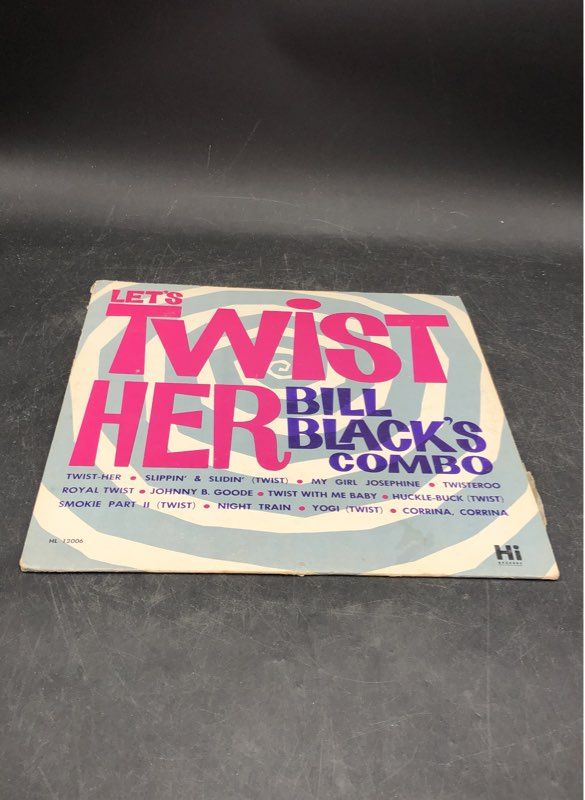 LET'S
TWiST
HER
BILL
BLACK'S
COMBO
TWIST-HER • SLIPPIN' & SLIDIN' (TWIST) • MY GIRL JOSEPHINE • TWISTEROO
ROYAL TWIST • JOHNNY B. GOODE • TWIST WITH ME BABY • HUCKLE-BUCK (TWIST)
SMOKIE PART II (TWIST) • NIGHT TRAIN • YOGI (TWIST) • CORRINA, CORRINA
HL 12006
Hi
RECORDS